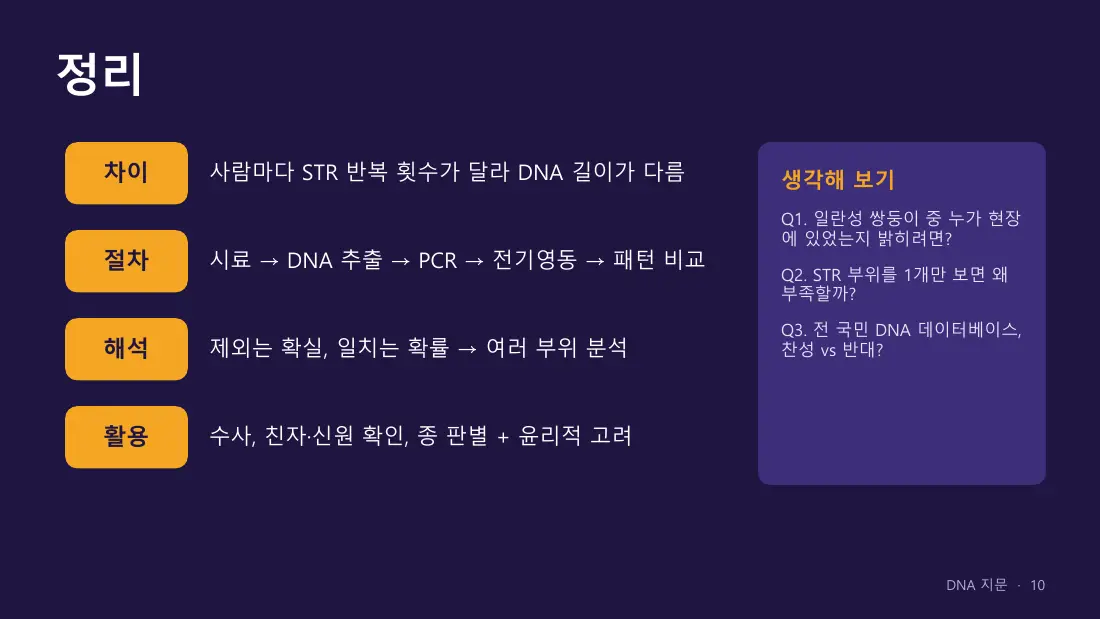 정리
차이
사람마다 STR 반복 횟수가 달라 DNA 길이가 다름
절차
시료 → DNA 추출 → PCR → 전기영동 → 패턴 비교
해석
제외는 확실, 일치는 확률 → 여러 부위 분석
활용
수사, 친자·신원 확인, 종 판별 + 윤리적 고려
생각해 보기
Q1. 일란성 쌍둥이 중 누가 현장
에 있었는지 밝히려면?
Q2. STR 부위를 1개만 보면 왜
부족할까?
Q3. 전 국민 DNA 데이터베이스,
찬성 vs 반대?
DNA 지문 · 10